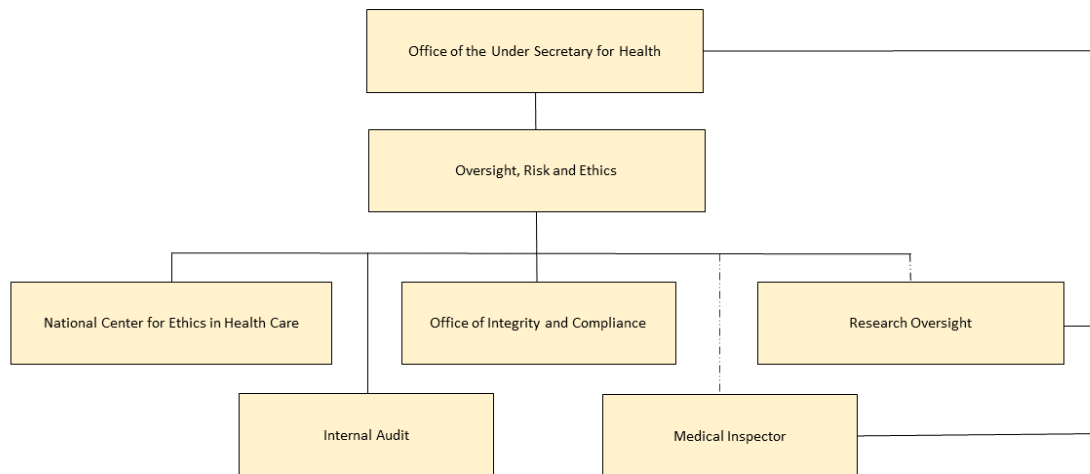 Office of the Under Secretary for Health
Oversight, Risk and Ethics
National Center for Ethics in Health Care
Office of Integrity and Compliance
Research Oversight
Internal Audit
Medical Inspector